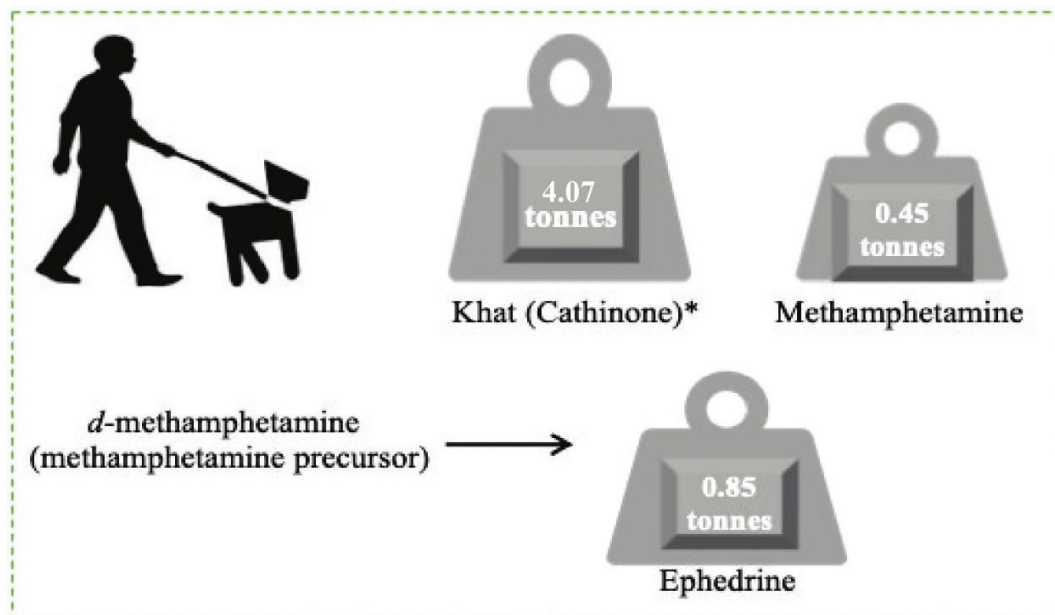 4.07
tonnes
Khat (Cathinone)*
0.45
tonnes
Methamphetamine
d-methamphetamine
(methamphetamine precursor)
0.85
tonnes
Ephedrine